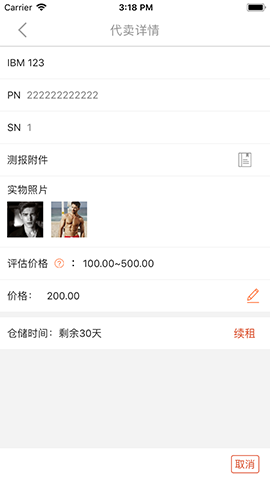 Carrier 3:18 PM
代卖详情
IBM 123
PN 222222222222
SN 1
测报附件
实物照片
评估价格 ? ： 100.00~500.00
价格： 200.00
仓储时间：剩余30天 续租
取消